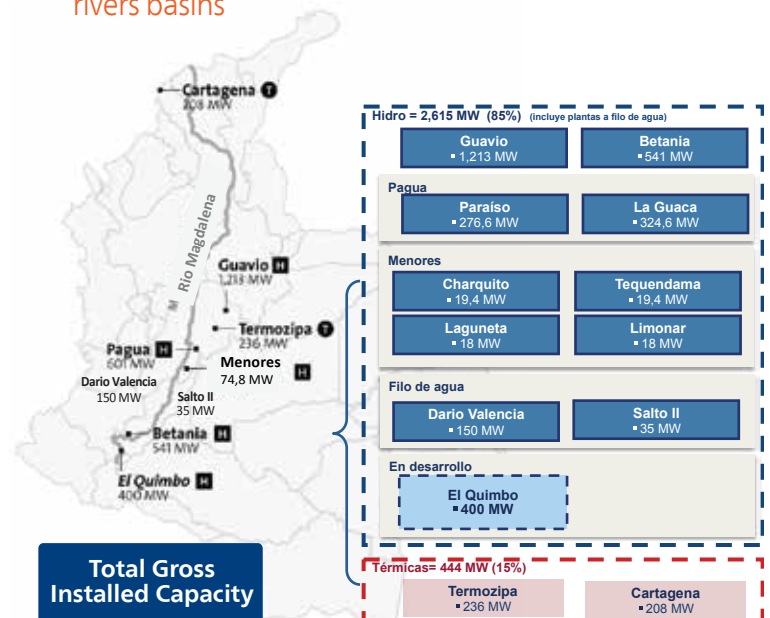 rivers basins
Cartagena T
208 MW
Rio Magdalena
Guavio H
1,213 MW
Termozipa T
236 MW
Pagua H
601 MW
Menores H
74,8 MW
Dario Valencia
150 MW
Salto II
35 MW
Betania H
541 MW
El Quimbo H
400 MW
Total Gross
Installed Capacity
Hidro = 2,615 MW (85%) (incluye plantas a filo de agua)
Guavio
▪ 1,213 MW
Betania
▪ 541 MW
Pagua
Paraíso
▪ 276,6 MW
La Guaca
▪ 324,6 MW
Menores
Charquito
▪ 19,4 MW
Tequendama
▪ 19,4 MW
Laguneta
▪ 18 MW
Limonar
▪ 18 MW
Filo de agua
Dario Valencia
▪ 150 MW
Salto II
▪ 35 MW
En desarrollo
El Quimbo
▪ 400 MW
Térmicas= 444 MW (15%)
Termozipa
▪ 236 MW
Cartagena
▪ 208 MW